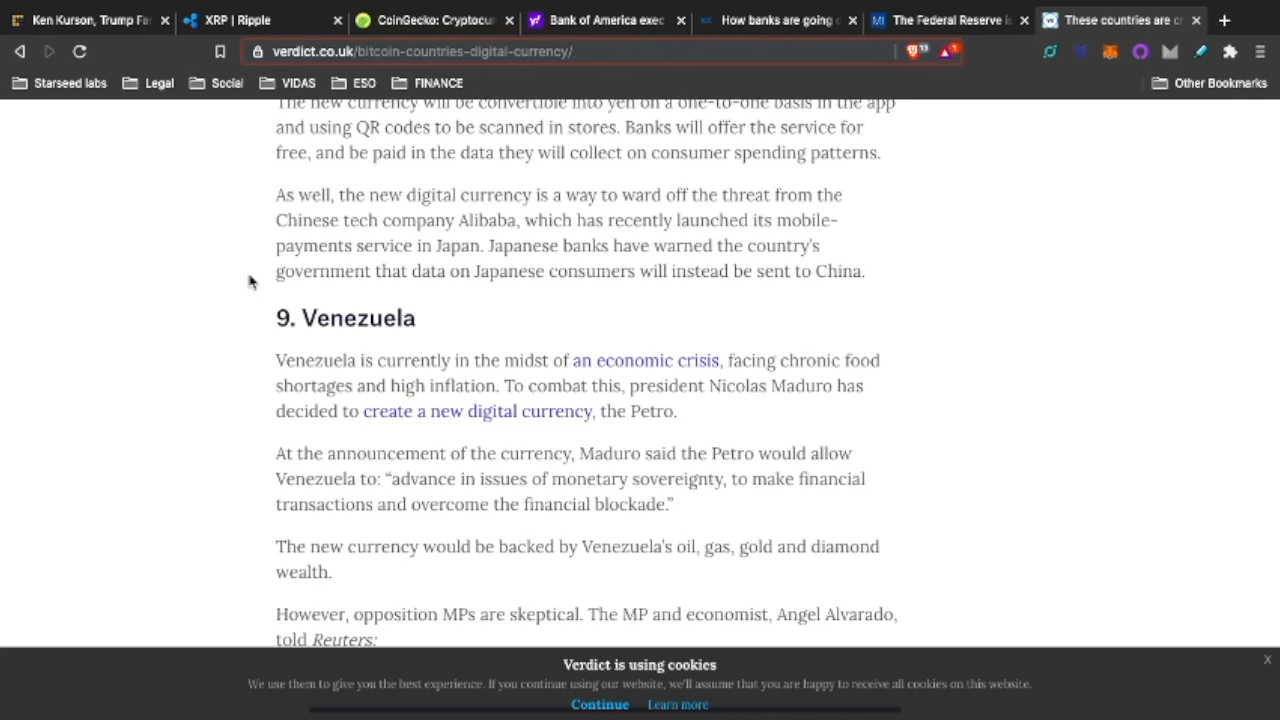 Ken Kurson, Trump Fa
XRP | Ripple
CoinGecko: Cryptocu
Bank of America exec
How banks are going
The Federal Reserve i
These countries are c
verdict.co.uk/bitcoin-countries-digital-currency/
13
1
Starseed labs
Legal
Social
VIDAS
ESO
FINANCE
Other Bookmarks
The new currency will be convertible into yen on a one-to-one basis in the app
and using QR codes to be scanned in stores. Banks will offer the service for
free, and be paid in the data they will collect on consumer spending patterns.
As well, the new digital currency is a way to ward off the threat from the
Chinese tech company Alibaba, which has recently launched its mobile-
payments service in Japan. Japanese banks have warned the country's
government that data on Japanese consumers will instead be sent to China.
9. Venezuela
Venezuela is currently in the midst of an economic crisis, facing chronic food
shortages and high inflation. To combat this, president Nicolas Maduro has
decided to create a new digital currency, the Petro.
At the announcement of the currency, Maduro said the Petro would allow
Venezuela to: “advance in issues of monetary sovereignty, to make financial
transactions and overcome the financial blockade.”
The new currency would be backed by Venezuela's oil, gas, gold and diamond
wealth.
However, opposition MPs are skeptical. The MP and economist, Angel Alvarado,
told Reuters:
Verdict is using cookies
X
We use them to give you the best experience. If you continue using our website, we'll assume that you are happy to receive all cookies on this website.
Continue Learn more